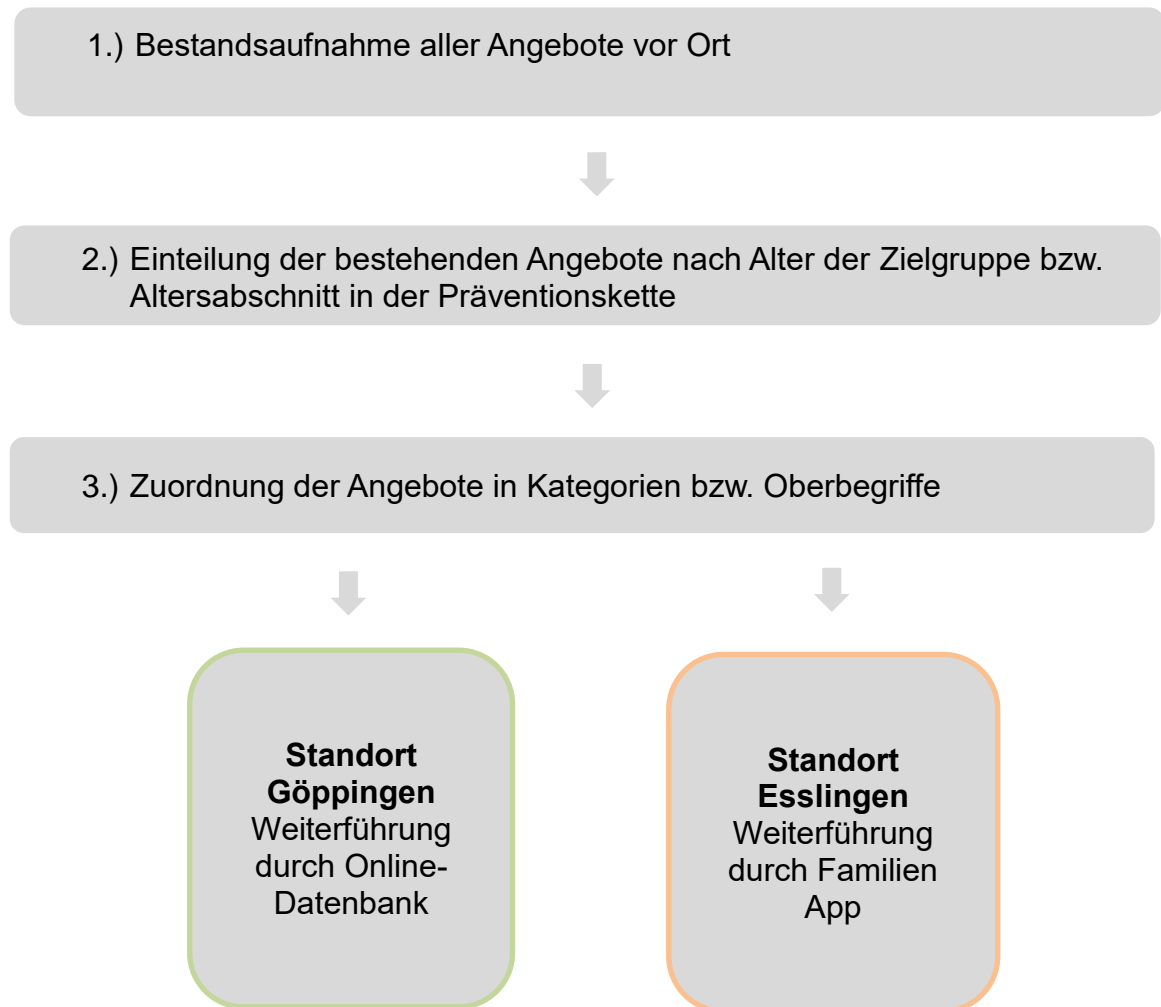 1.) Bestandsaufnahme aller Angebote vor Ort
2.) Einteilung der bestehenden Angebote nach Alter der Zielgruppe bzw.
Altersabschnitt in der Präventionskette
3.) Zuordnung der Angebote in Kategorien bzw. Oberbegriffe
Standort
Göppingen
Weiterführung
durch Online-
Datenbank
Standort
Esslingen
Weiterführung
durch Familien
App